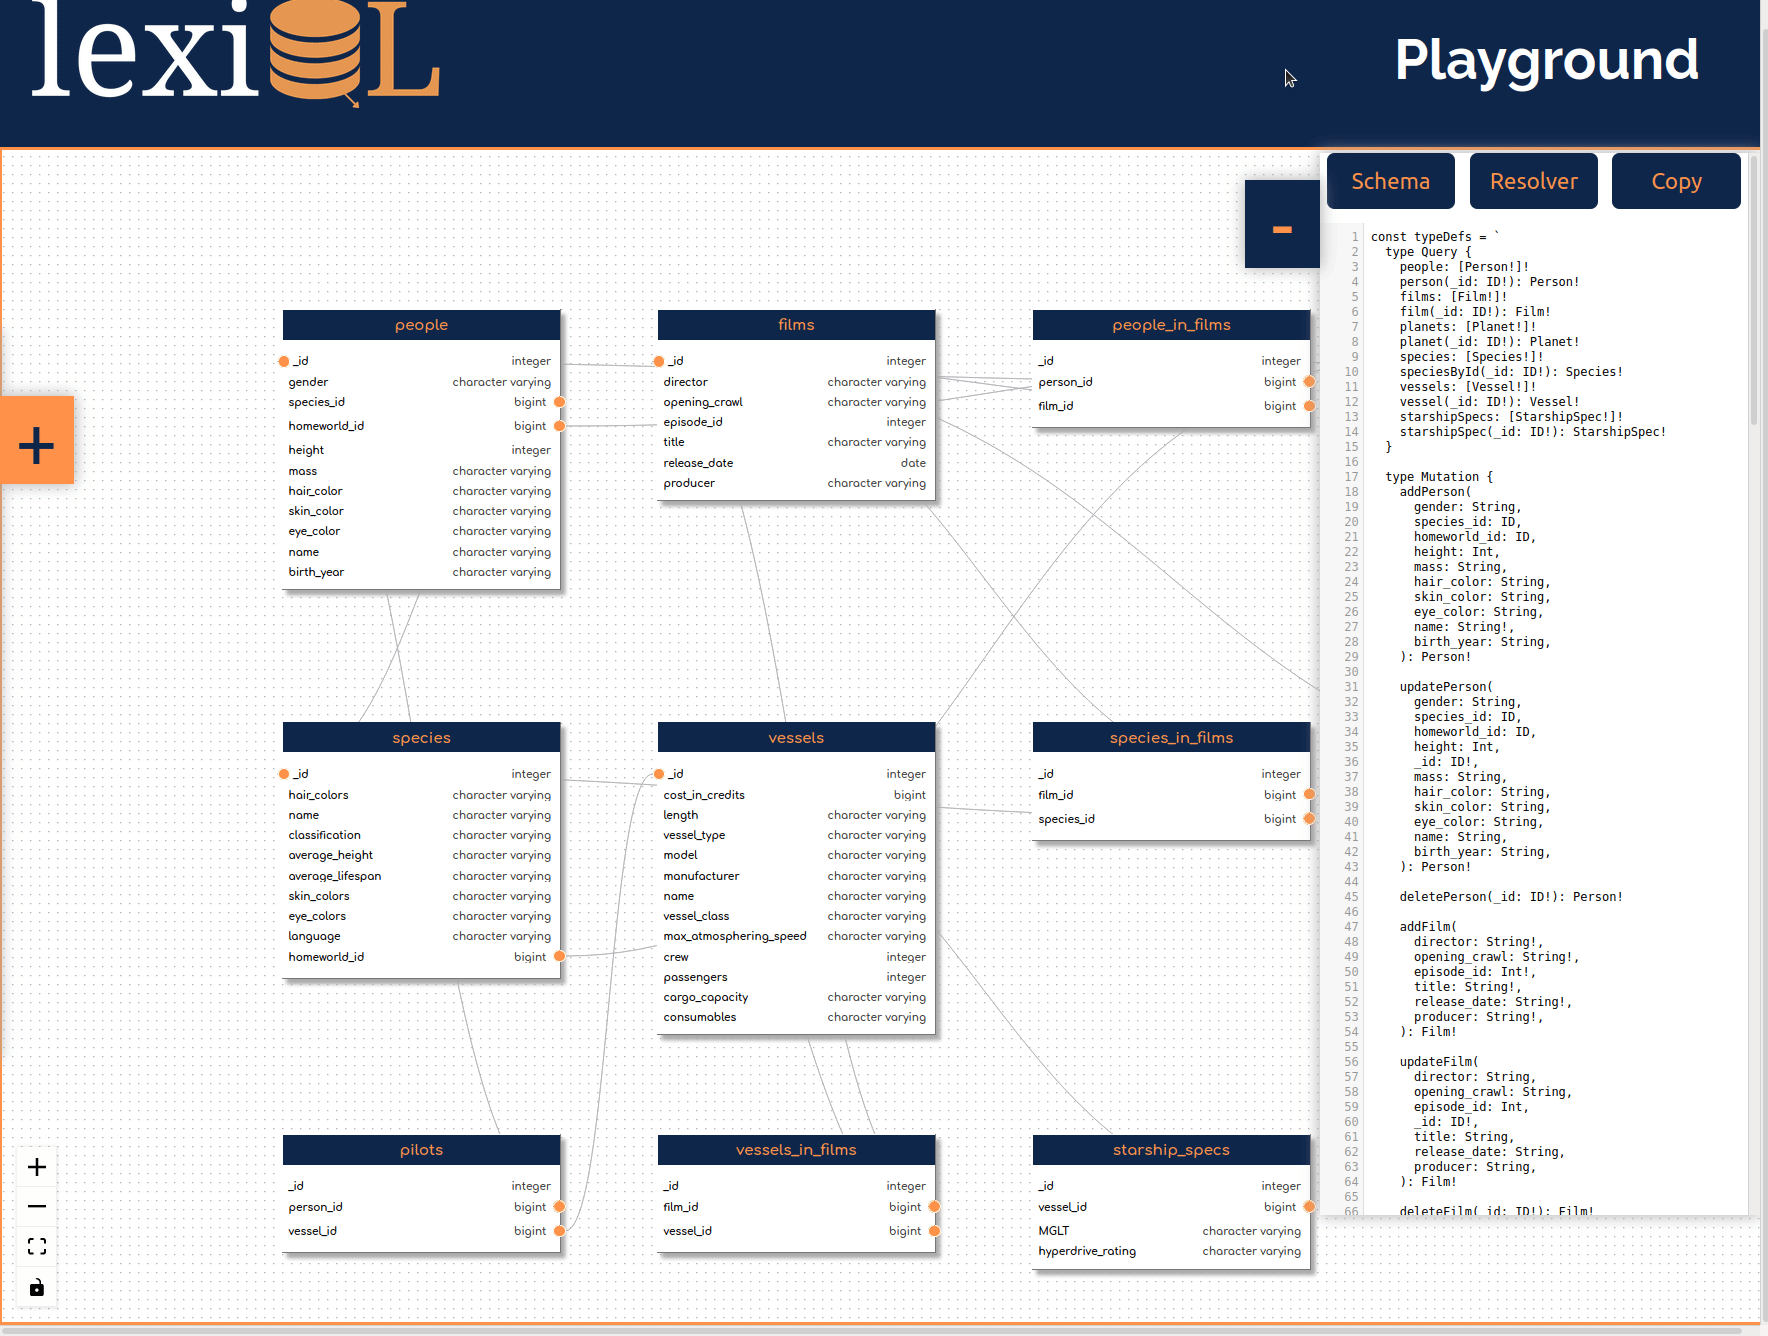 lexiQL
Playground
Schema
Resolver
Copy
-
+
people
_id integer
gender character varying
species_id bigint
homeworld_id bigint
height integer
mass character varying
hair_color character varying
skin_color character varying
eye_color character varying
name character varying
birth_year character varying
films
_id integer
director character varying
opening_crawl character varying
episode_id integer
title character varying
release_date date
producer character varying
people_in_films
_id integer
person_id bigint
film_id bigint
species
_id integer
hair_colors character varying
name character varying
classification character varying
average_height character varying
average_lifespan character varying
skin_colors character varying
eye_colors character varying
language character varying
homeworld_id bigint
vessels
_id integer
cost_in_credits bigint
length character varying
vessel_type character varying
model character varying
manufacturer character varying
name character varying
vessel_class character varying
max_atmosphering_speed character varying
crew integer
passengers integer
cargo_capacity character varying
consumables character varying
species_in_films
_id integer
film_id bigint
species_id bigint
pilots
_id integer
person_id bigint
vessel_id bigint
vessels_in_films
_id integer
film_id bigint
vessel_id bigint
starship_specs
_id integer
vessel_id bigint
MGLT character varying
hyperdrive_rating character varying
1 const typeDefs = `
2 type Query {
3 people: [Person!]!
4 person(_id: ID!): Person!
5 films: [Film!]!
6 film(_id: ID!): Film!
7 planets: [Planet!]!
8 planet(_id: ID!): Planet!
9 species: [Species!]!
10 speciesById(_id: ID!): Species!
11 vessels: [Vessel!]!
12 vessel(_id: ID!): Vessel!
13 starshipSpecs: [StarshipSpec!]!
14 starshipSpec(_id: ID!): StarshipSpec!
15 }
16
17 type Mutation {
18 addPerson(
19 gender: String,
20 species_id: ID,
21 homeworld_id: ID,
22 height: Int,
23 mass: String,
24 hair_color: String,
25 skin_color: String,
26 eye_color: String,
27 name: String!,
28 birth_year: String,
29 ): Person!
30
31 updatePerson(
32 gender: String,
33 species_id: ID,
34 homeworld_id: ID,
35 height: Int,
36 _id: ID!,
37 mass: String,
38 hair_color: String,
39 skin_color: String,
40 eye_color: String,
41 name: String,
42 birth_year: String,
43 ): Person!
44
45 deletePerson(_id: ID!): Person!
46
47 addFilm(
48 director: String!,
49 opening_crawl: String!,
50 episode_id: Int!,
51 title: String!,
52 release_date: String!,
53 producer: String!,
54 ): Film!
55
56 updateFilm(
57 director: String,
58 opening_crawl: String,
59 episode_id: Int,
60 _id: ID!,
61 title: String,
62 release_date: String,
63 producer: String,
64 ): Film!
65
66 deleteFilm(_id: ID!): Film!